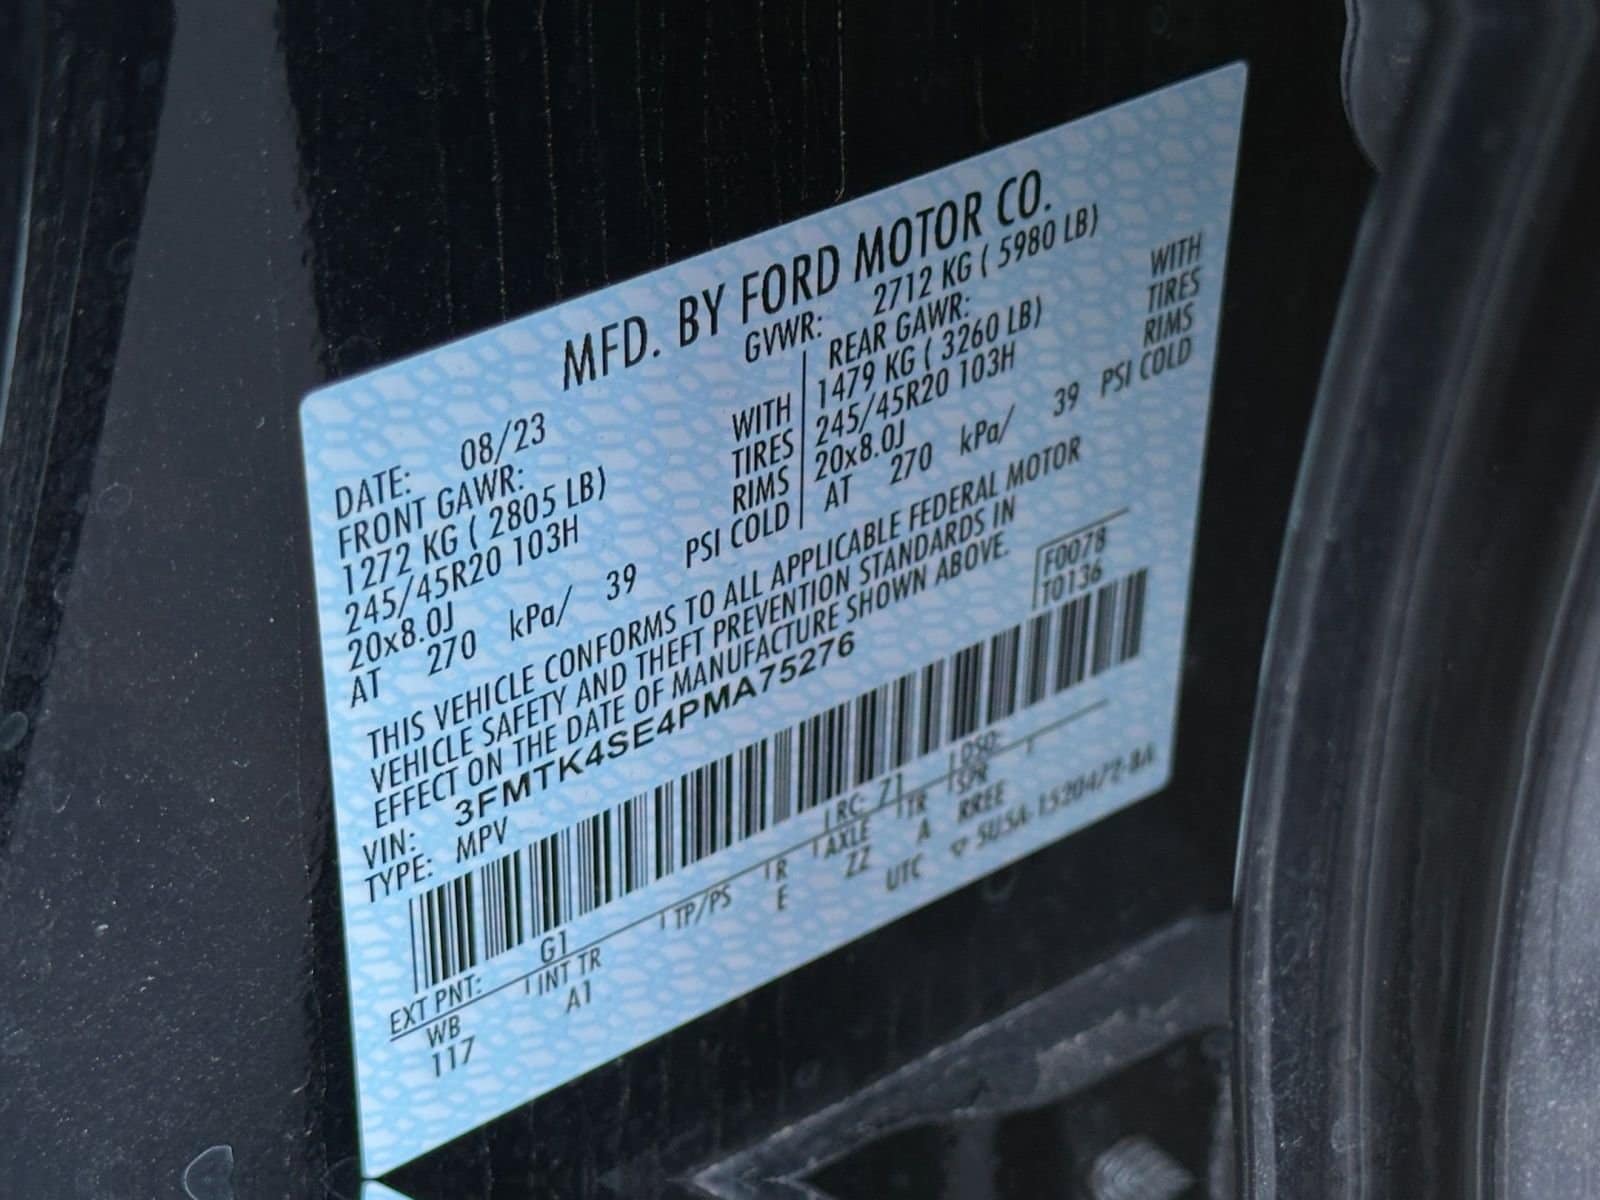 MFD. BY FORD MOTOR CO.
DATE: 08/23 GVWR: 2712 KG ( 5980 LB)
FRONT GAWR: REAR GAWR:
1272 KG ( 2805 LB) WITH 1479 KG ( 3260 LB) WITH
245/45R20 103H TIRES 245/45R20 103H TIRES
20x8.0J RIMS 20x8.0J RIMS
AT 270 kPa/ 39 PSI COLD AT 270 kPa/ 39 PSI COLD
THIS VEHICLE CONFORMS TO ALL APPLICABLE FEDERAL MOTOR
VEHICLE SAFETY AND THEFT PREVENTION STANDARDS IN
EFFECT ON THE DATE OF MANUFACTURE SHOWN ABOVE.
VIN: 3FMTK4SE4PMA75276 F0078
TYPE: MPV T0136
EXT PNT: G1 RC: 71 DSO:
WB INT TR TP/PS R AXLE TR SPR
117 A1 E ZZ A RREE
UTC